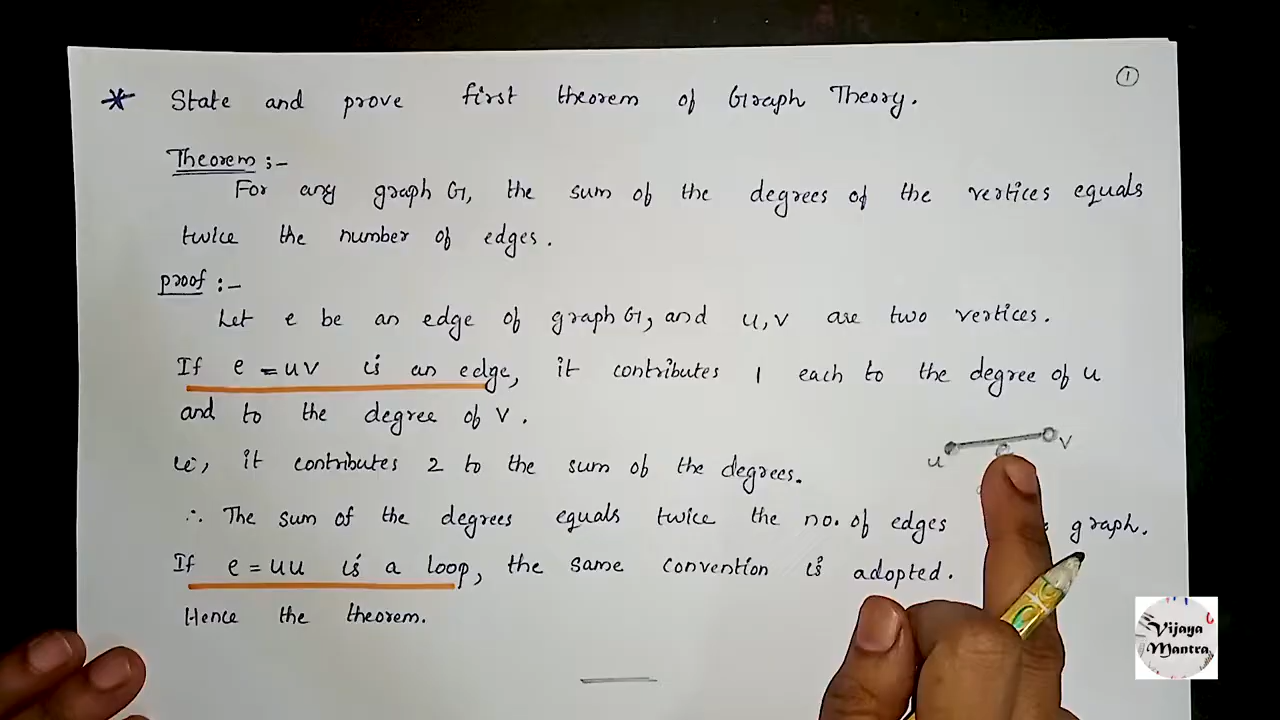 ①
* State and prove first theorem of Graph Theory.
Theorem :-
For any graph G, the sum of the degrees of the vertices equals
twice the number of edges.
proof :-
Let e be an edge of graph G, and u, v are two vertices.
If e = uv is an edge, it contributes 1 each to the degree of u
and to the degree of v.
ie, it contributes 2 to the sum of the degrees.
u e v
∴ The sum of the degrees equals twice the no. of edges graph.
If e = uu is a loop, the same convention is adopted.
Hence the theorem.
Vijaya
Mantra